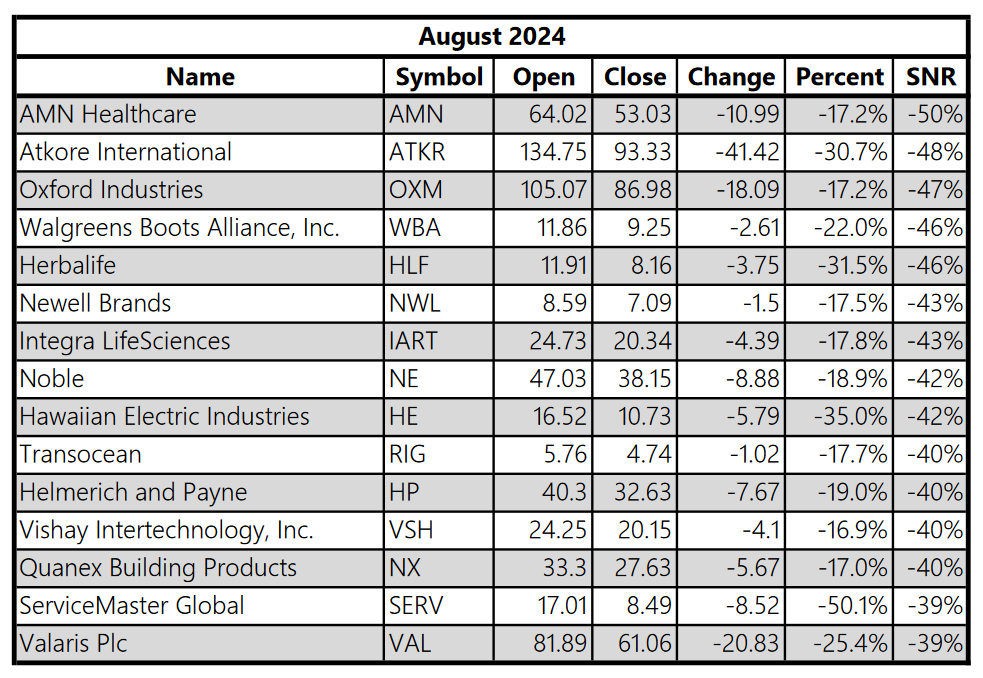 August 2024
Name Symbol Open Close Change Percent SNR
AMN Healthcare AMN 64.02 53.03 -10.99 -17.2% -50%
Atkore International ATKR 134.75 93.33 -41.42 -30.7% -48%
Oxford Industries OXM 105.07 86.98 -18.09 -17.2% -47%
Walgreens Boots Alliance, Inc. WBA 11.86 9.25 -2.61 -22.0% -46%
Herbalife HLF 11.91 8.16 -3.75 -31.5% -46%
Newell Brands NWL 8.59 7.09 -1.5 -17.5% -43%
Integra LifeSciences IART 24.73 20.34 -4.39 -17.8% -43%
Noble NE 47.03 38.15 -8.88 -18.9% -42%
Hawaiian Electric Industries HE 16.52 10.73 -5.79 -35.0% -42%
Transocean RIG 5.76 4.74 -1.02 -17.7% -40%
Helmerich and Payne HP 40.3 32.63 -7.67 -19.0% -40%
Vishay Intertechnology, Inc. VSH 24.25 20.15 -4.1 -16.9% -40%
Quanex Building Products NX 33.3 27.63 -5.67 -17.0% -40%
ServiceMaster Global SERV 17.01 8.49 -8.52 -50.1% -39%
Valaris Plc VAL 81.89 61.06 -20.83 -25.4% -39%